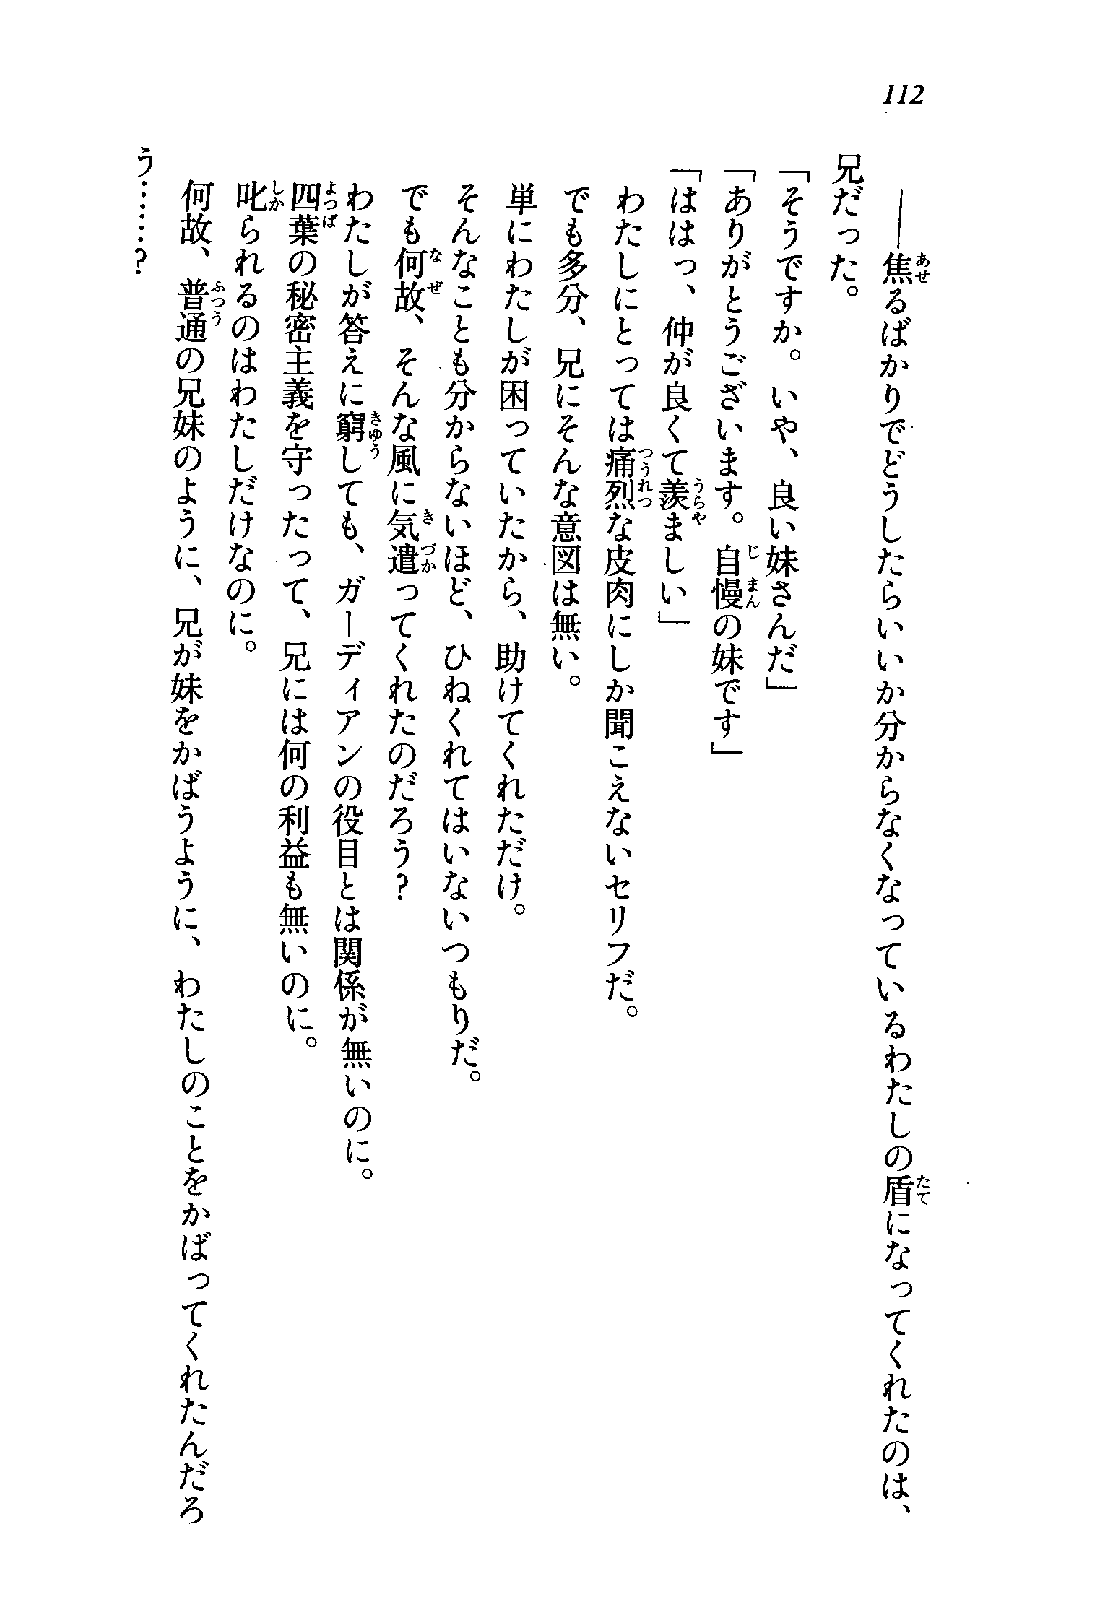 112
――焦るばかりでどうしたらいいか分からなくなっているわたしの盾になってくれたのは、
兄だった。
「そうですか。いや、良い妹さんだ」
「ありがとうございます。自慢の妹です」
「ははっ、仲が良くて羨ましい」
わたしにとっては痛烈な皮肉にしか聞こえないセリフだ。
でも多分、兄にそんな意図は無い。
単にわたしが困っていたから、助けてくれただけ。
そんなことも分からないほど、ひねくれてはいないつもりだ。
でも何故、そんな風に気遣ってくれたのだろう?
わたしが答えに窮しても、ガーディアンの役目とは関係が無いのに。
四葉の秘密主義を守ったって、兄には何の利益も無いのに。
叱られるのはわたしだけなのに。
何故、普通の兄妹のように、兄が妹をかばうように、わたしのことをかばってくれたんだろ
う……?